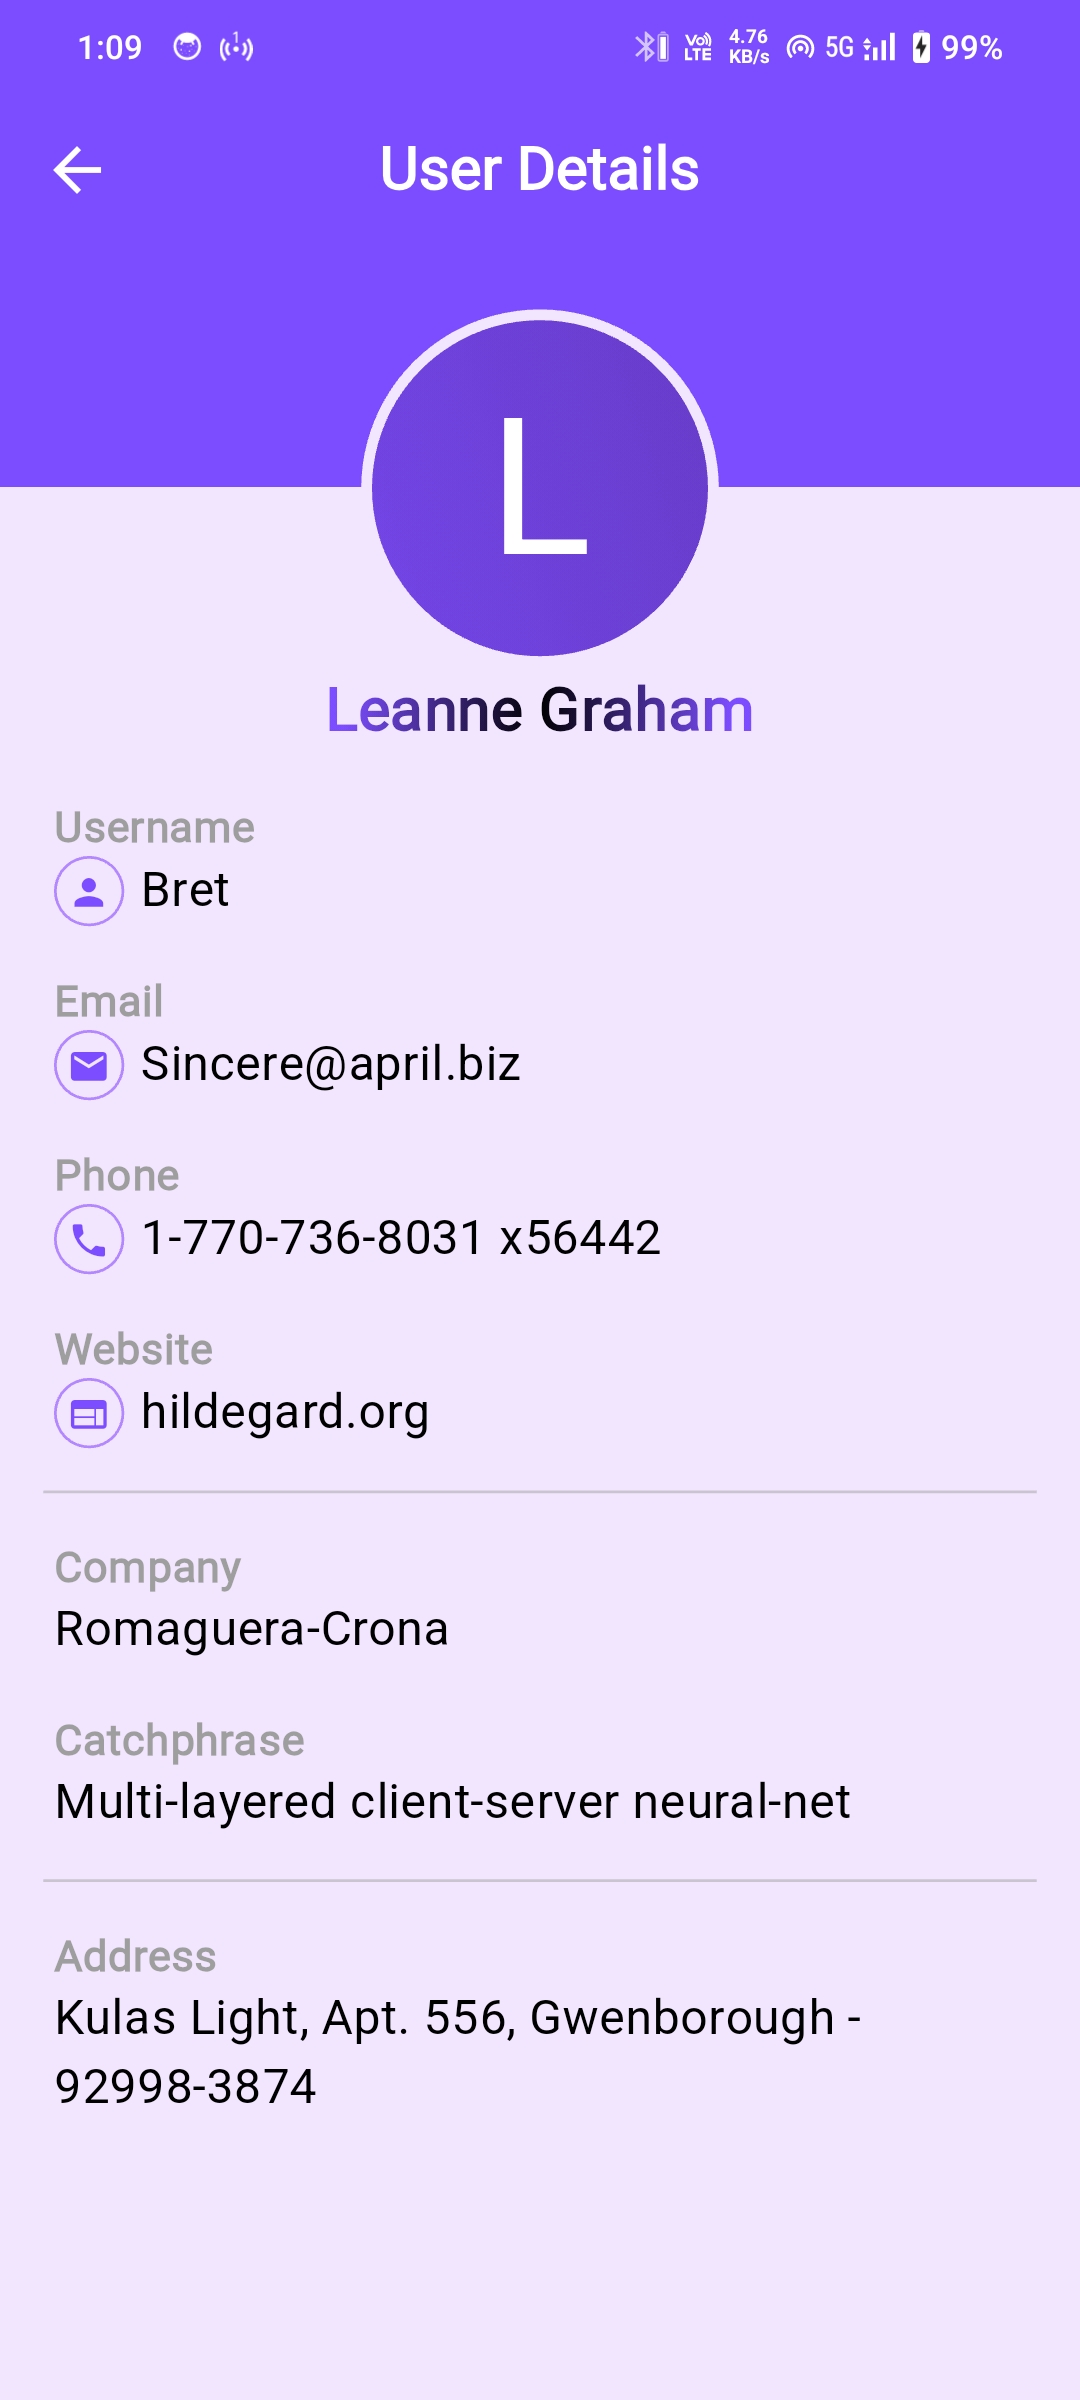 1:09 1 Vo)) LTE 4.76 KB/s 5G 99%
User Details
L
Leanne Graham
Username
Bret
Email
Sincere@april.biz
Phone
1-770-736-8031 x56442
Website
hildegard.org
Company
Romaguera-Crona
Catchphrase
Multi-layered client-server neural-net
Address
Kulas Light, Apt. 556, Gwenborough -
92998-3874